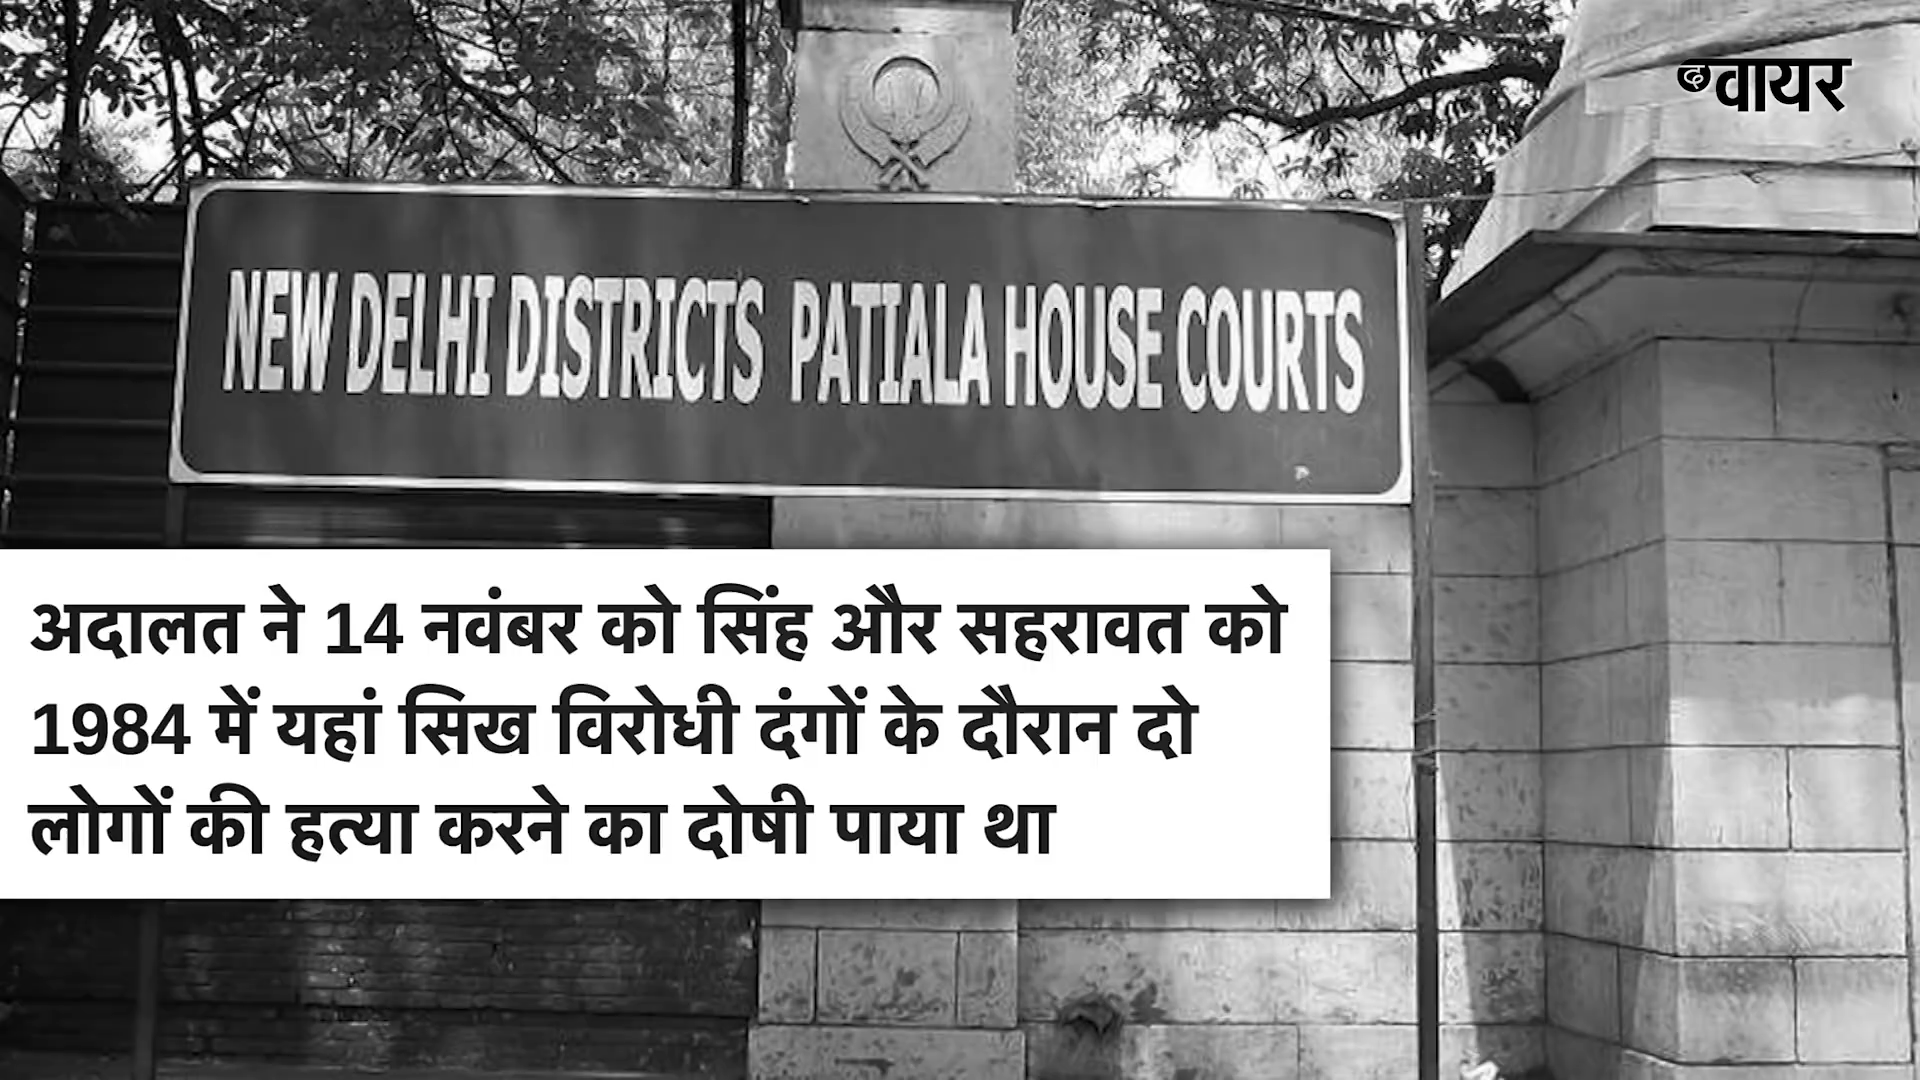 द वायर
NEW DELHI DISTRICTS PATIALA HOUSE COURTS
अदालत ने 14 नवंबर को सिंह और सहरावत को
1984 में यहां सिख विरोधी दंगों के दौरान दो
लोगों की हत्या करने का दोषी पाया था